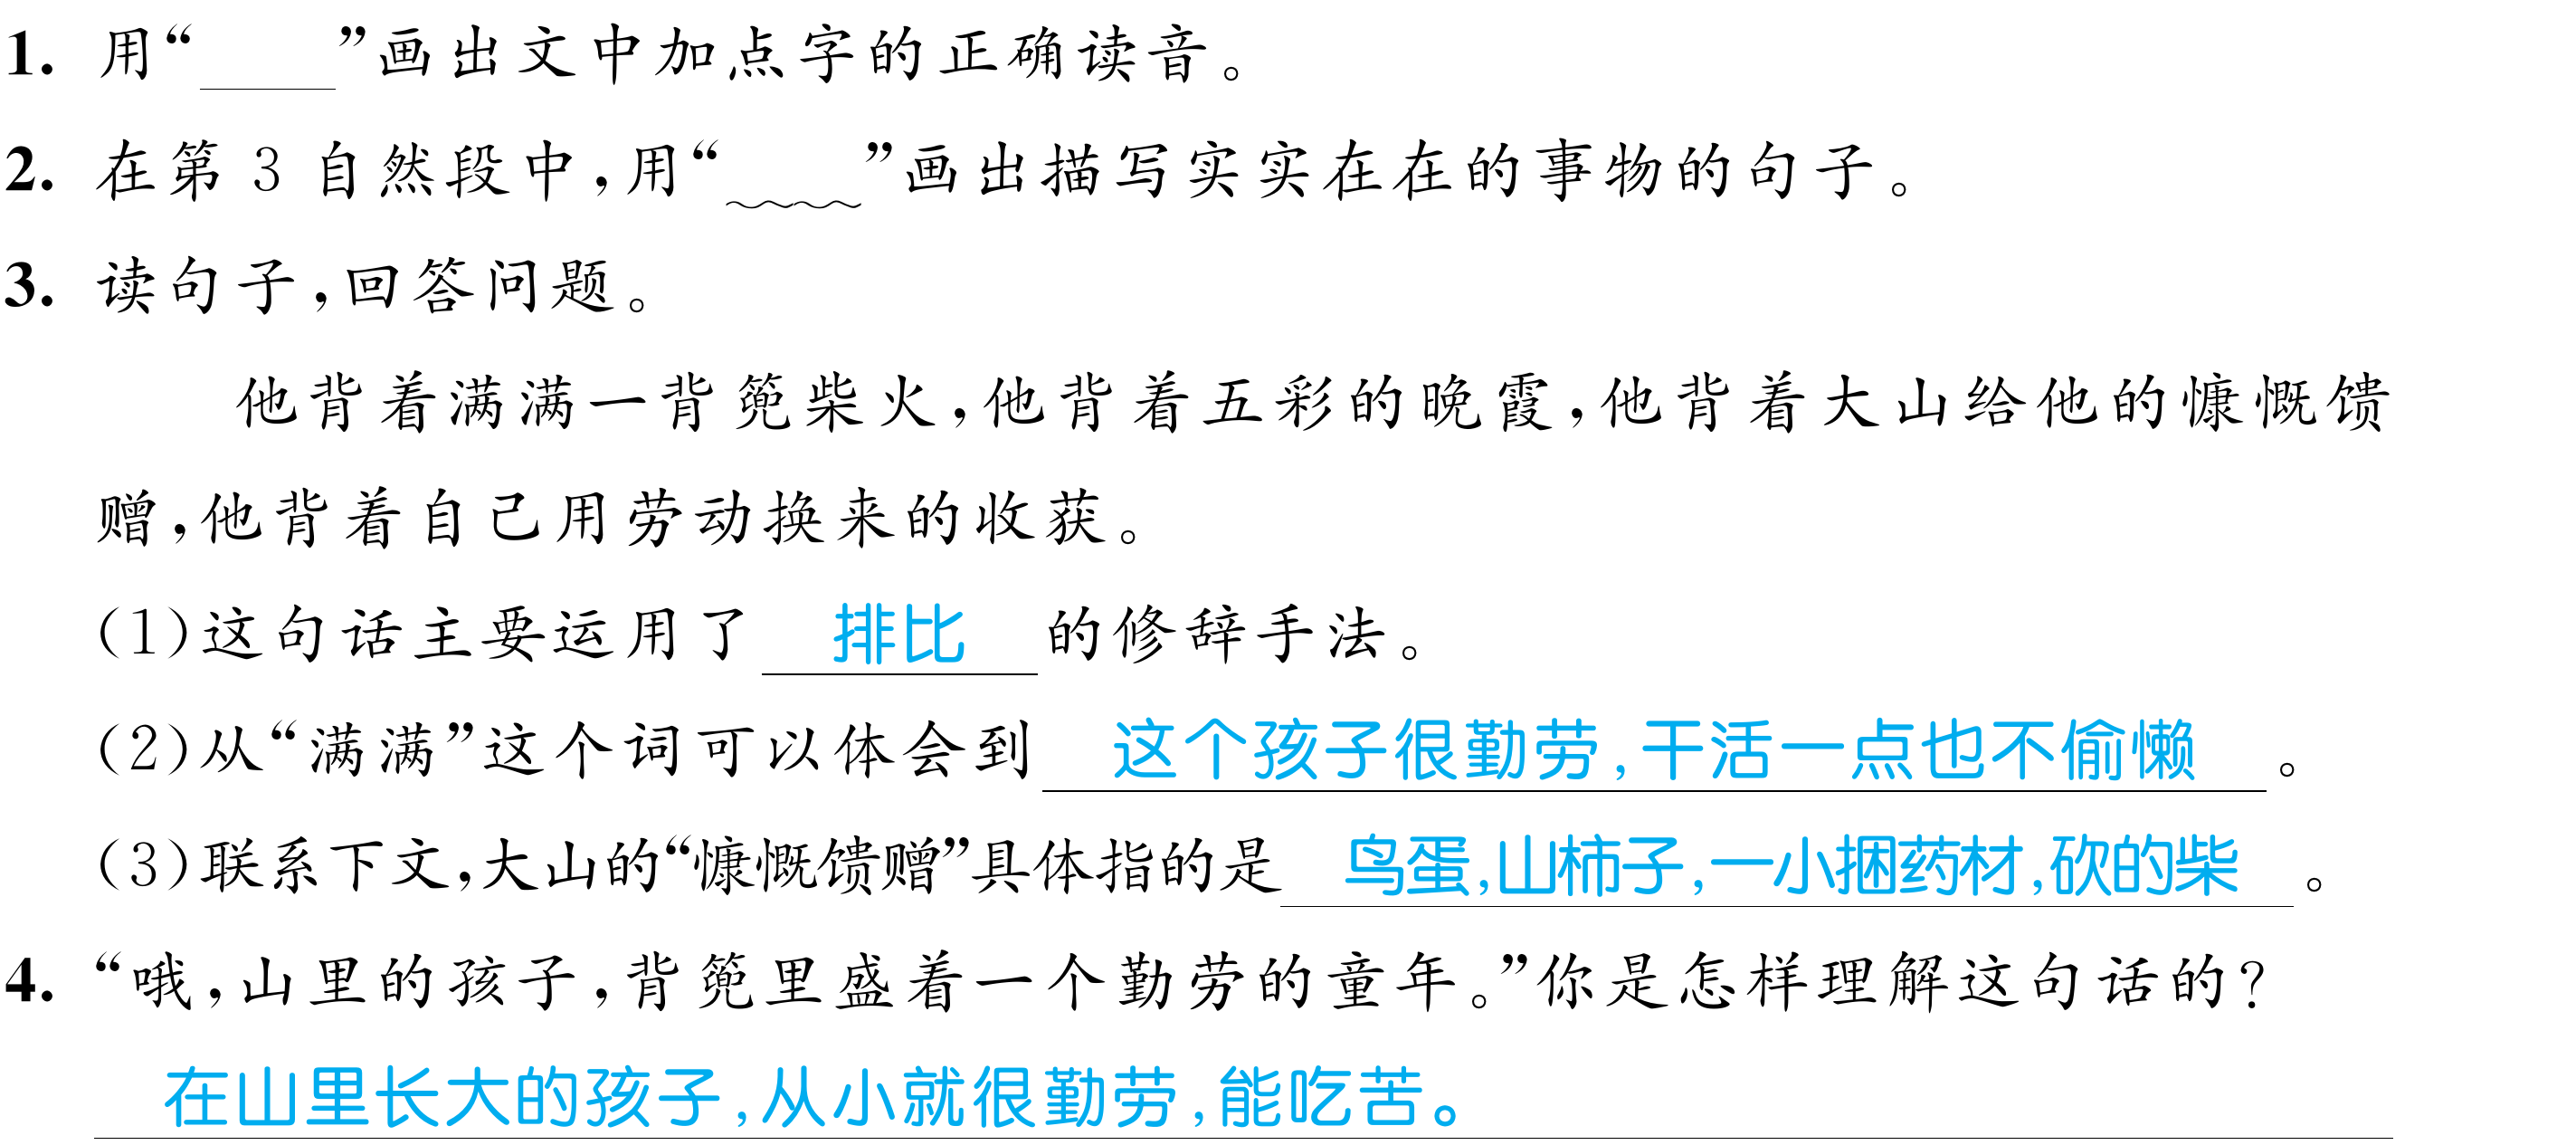 1. 用“____”画出文中加点字的正确读音。
2. 在第 3 自然段中,用“﹏﹏”画出描写实实在在的事物的句子。
3. 读句子,回答问题。
他背着满满一背篼柴火,他背着五彩的晚霞,他背着大山给他的慷慨馈
赠,他背着自己用劳动换来的收获。
(1)这句话主要运用了 排比 的修辞手法。
(2)从“满满”这个词可以体会到 这个孩子很勤劳,干活一点也不偷懒 。
(3)联系下文,大山的“慷慨馈赠”具体指的是 鸟蛋,山柿子,一小捆药材,砍的柴 。
4. “哦,山里的孩子,背篼里盛着一个勤劳的童年。”你是怎样理解这句话的?
在山里长大的孩子,从小就很勤劳,能吃苦。